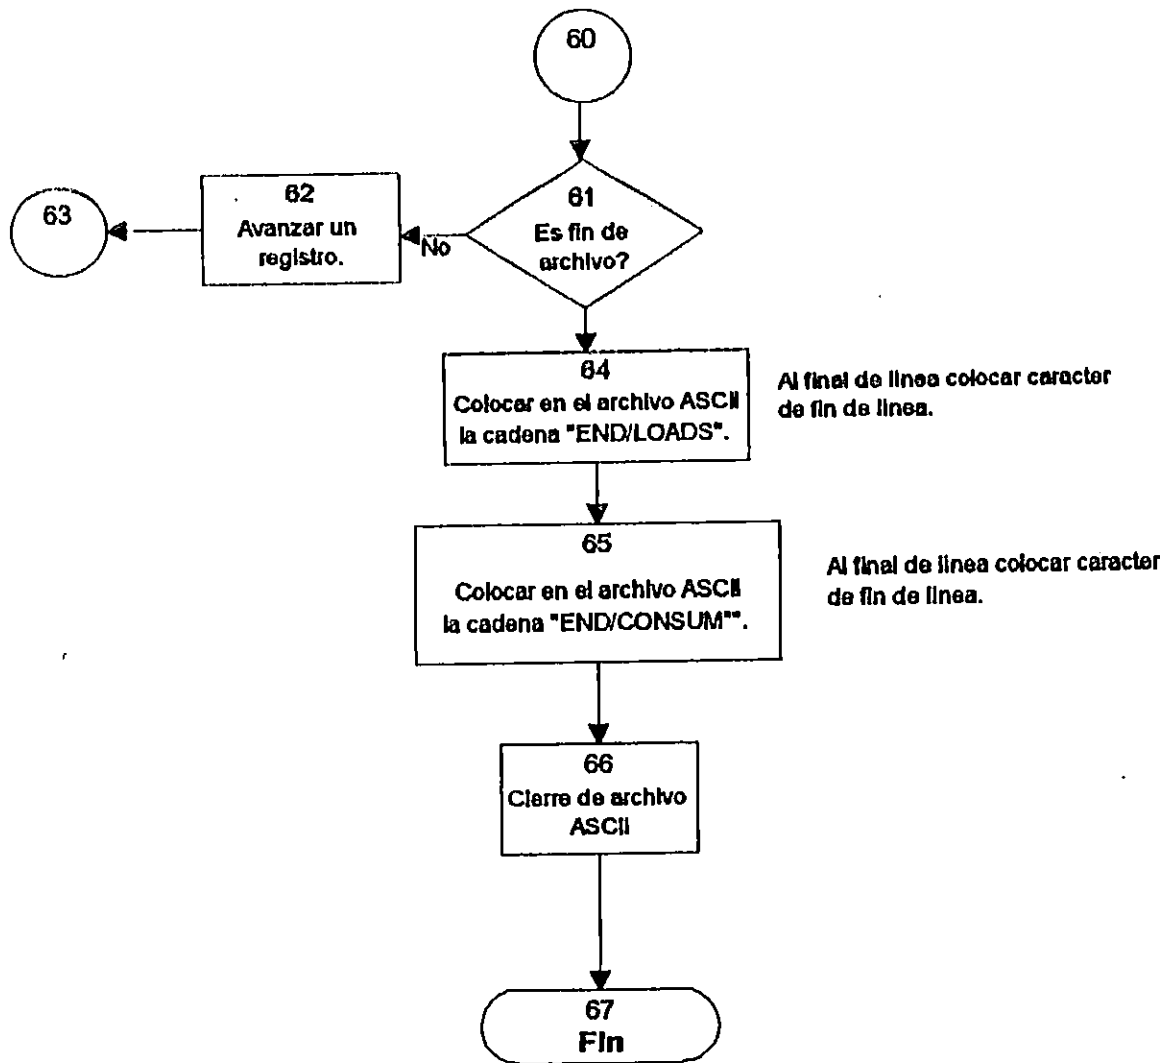 60
61
Es fin de
archivo?
No
62
Avanzar un
registro.
63
64
Colocar en el archivo ASCII
la cadena "END/LOADS".
Al final de linea colocar caracter
de fin de linea.
65
Colocar en el archivo ASCII
la cadena "END/CONSUM"".
Al final de linea colocar caracter
de fin de linea.
66
Cierre de archivo
ASCII
67
Fin